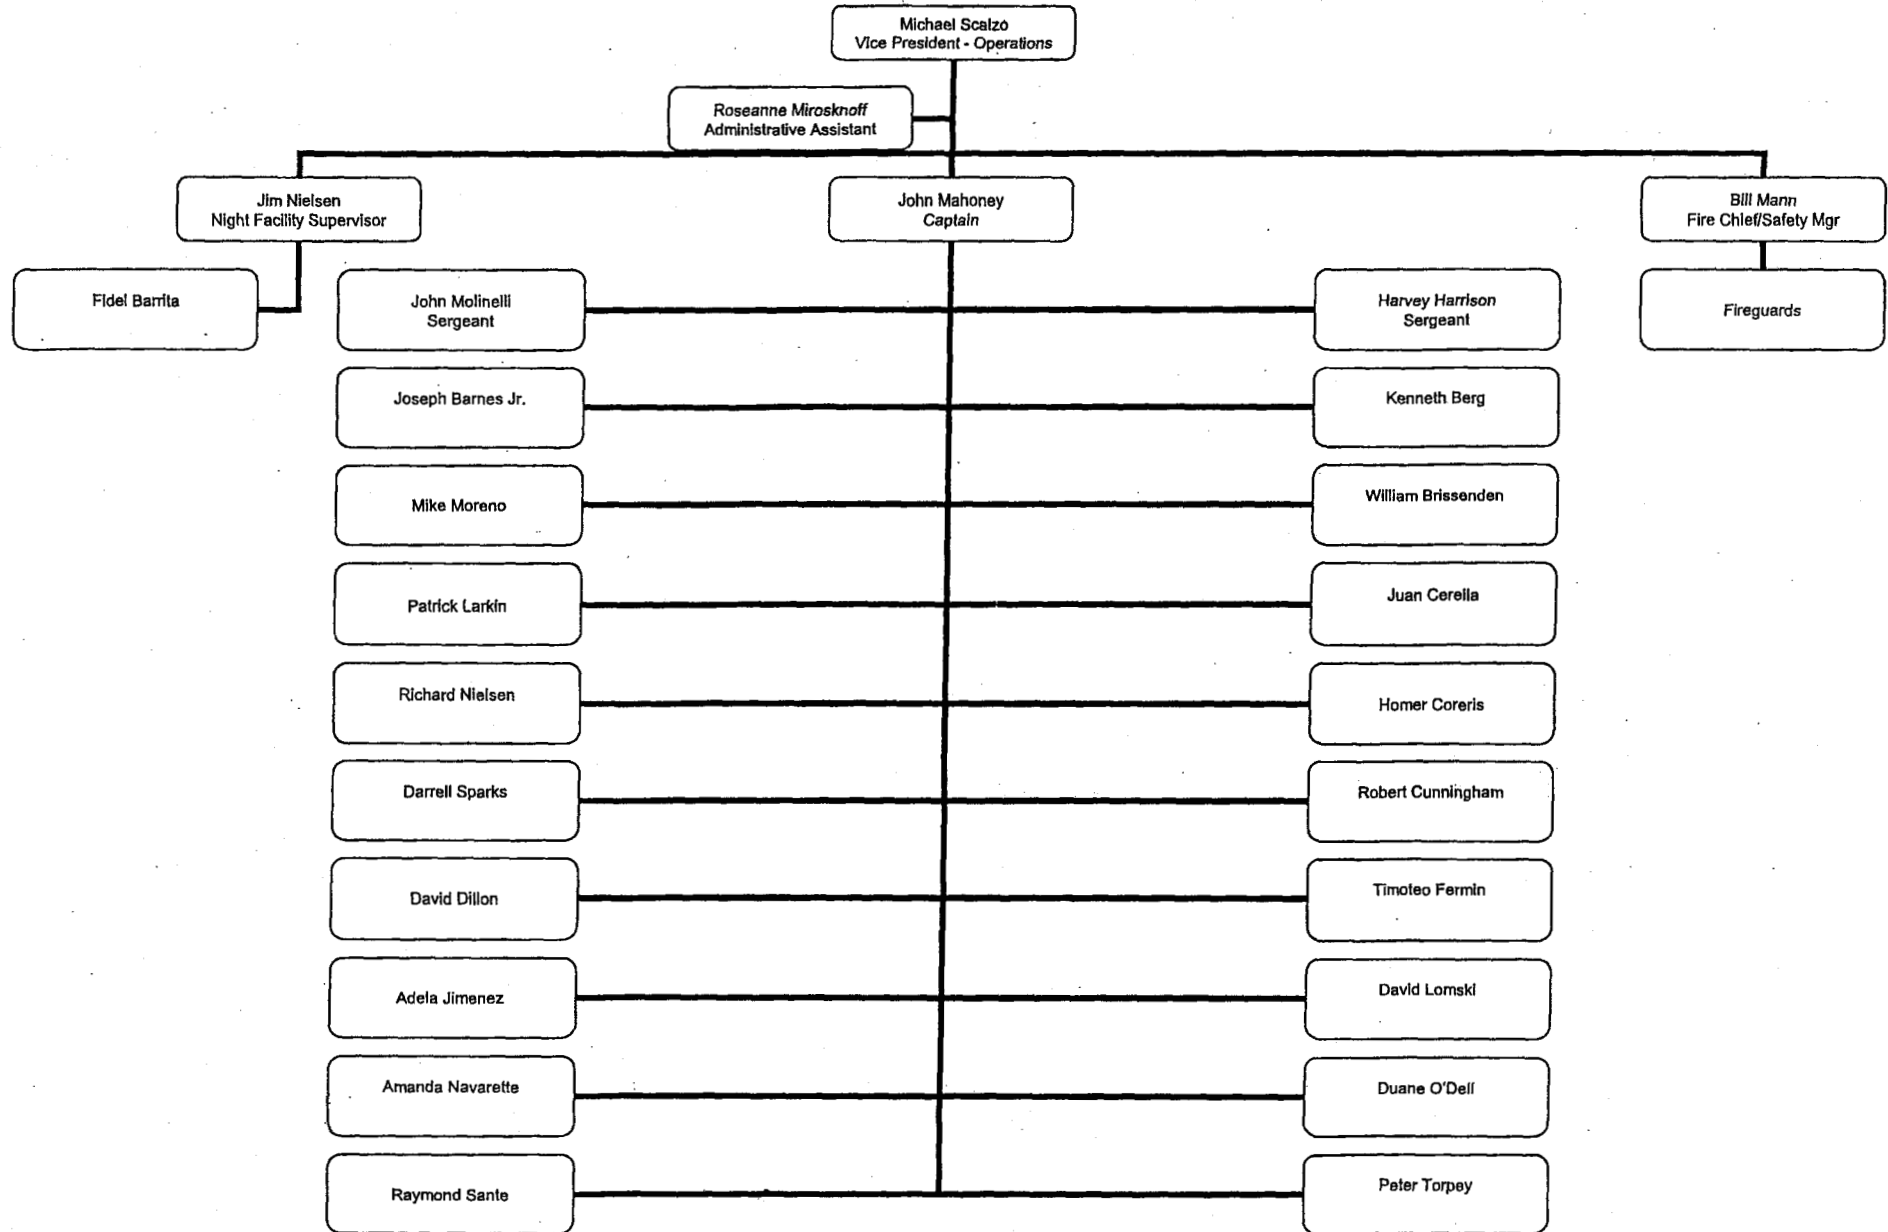 Michael Scalzo
Vice President - Operations
Roseanne Mirosknoff
Administrative Assistant
Jim Nielsen
Night Facility Supervisor
John Mahoney
Captain
Bill Mann
Fire Chief/Safety Mgr
Fidel Barrita
John Molinelli
Sergeant
Harvey Harrison
Sergeant
Fireguards
Joseph Barnes Jr.
Kenneth Berg
Mike Moreno
William Brissenden
Patrick Larkin
Juan Cerella
Richard Nielsen
Homer Coreris
Darrell Sparks
Robert Cunningham
David Dillon
Timoteo Fermin
Adela Jimenez
David Lomski
Amanda Navarette
Duane O'Dell
Raymond Sante
Peter Torpey